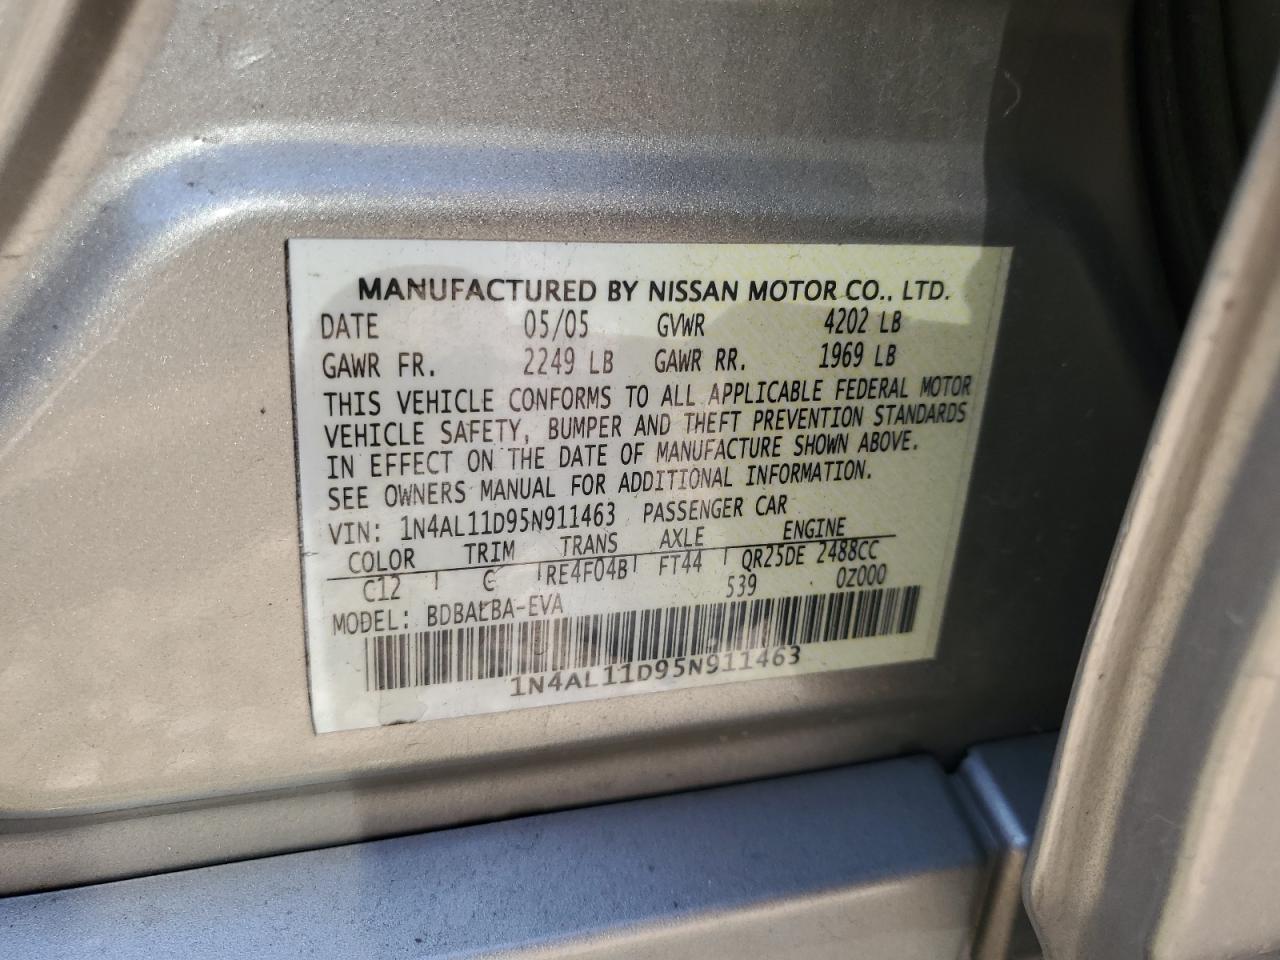 MANUFACTURED BY NISSAN MOTOR CO., LTD.
DATE 05/05 GVWR 4202 LB
GAWR FR. 2249 LB GAWR RR. 1969 LB
THIS VEHICLE CONFORMS TO ALL APPLICABLE FEDERAL MOTOR
VEHICLE SAFETY, BUMPER AND THEFT PREVENTION STANDARDS
IN EFFECT ON THE DATE OF MANUFACTURE SHOWN ABOVE.
SEE OWNERS MANUAL FOR ADDITIONAL INFORMATION.
VIN: 1N4AL11D95N911463 PASSENGER CAR
COLOR TRIM TRANS AXLE ENGINE
C12 C RE4F04B FT44 QR25DE 2488CC
539 0Z000
MODEL: BDBALBA-EVA
1N4AL11D95N911463